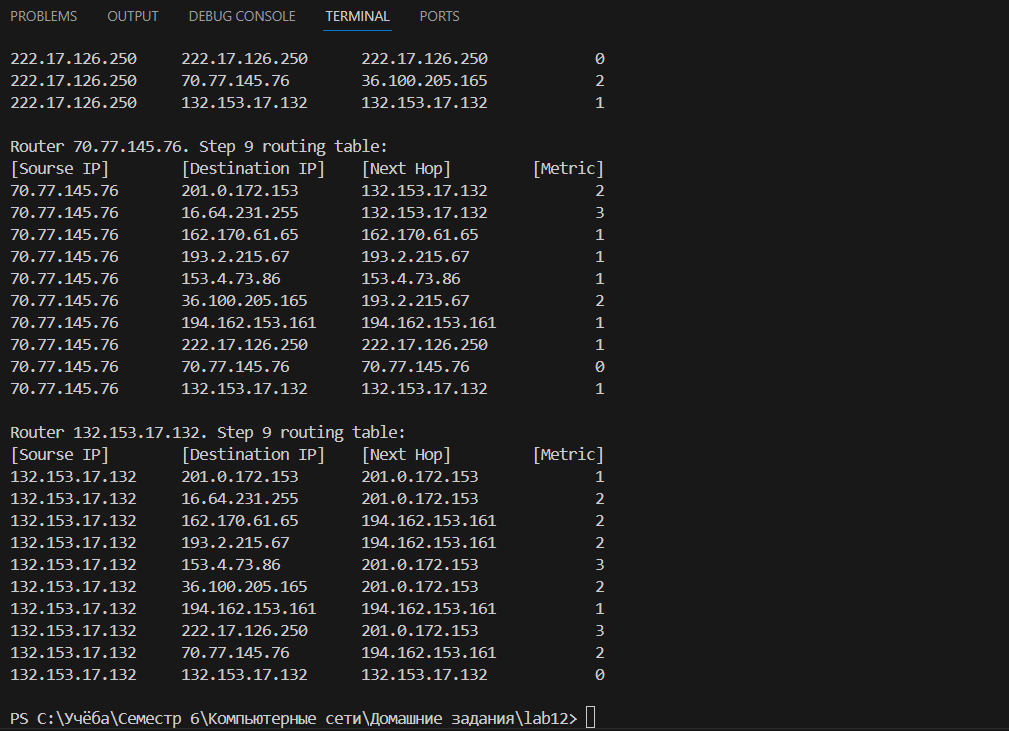 PROBLEMS OUTPUT DEBUG CONSOLE TERMINAL PORTS
222.17.126.250 222.17.126.250 222.17.126.250 0
222.17.126.250 70.77.145.76 36.100.205.165 2
222.17.126.250 132.153.17.132 132.153.17.132 1
Router 70.77.145.76. Step 9 routing table:
[Sourse IP] [Destination IP] [Next Hop] [Metric]
70.77.145.76 201.0.172.153 132.153.17.132 2
70.77.145.76 16.64.231.255 132.153.17.132 3
70.77.145.76 162.170.61.65 162.170.61.65 1
70.77.145.76 193.2.215.67 193.2.215.67 1
70.77.145.76 153.4.73.86 153.4.73.86 1
70.77.145.76 36.100.205.165 193.2.215.67 2
70.77.145.76 194.162.153.161 194.162.153.161 1
70.77.145.76 222.17.126.250 222.17.126.250 1
70.77.145.76 70.77.145.76 70.77.145.76 0
70.77.145.76 132.153.17.132 132.153.17.132 1
Router 132.153.17.132. Step 9 routing table:
[Sourse IP] [Destination IP] [Next Hop] [Metric]
132.153.17.132 201.0.172.153 201.0.172.153 1
132.153.17.132 16.64.231.255 201.0.172.153 2
132.153.17.132 162.170.61.65 194.162.153.161 2
132.153.17.132 193.2.215.67 194.162.153.161 2
132.153.17.132 153.4.73.86 201.0.172.153 3
132.153.17.132 36.100.205.165 201.0.172.153 2
132.153.17.132 194.162.153.161 194.162.153.161 1
132.153.17.132 222.17.126.250 201.0.172.153 3
132.153.17.132 70.77.145.76 194.162.153.161 2
132.153.17.132 132.153.17.132 132.153.17.132 0
PS C:\Учёба\Семестр 6\Компьютерные сети\Домашние задания\lab12>